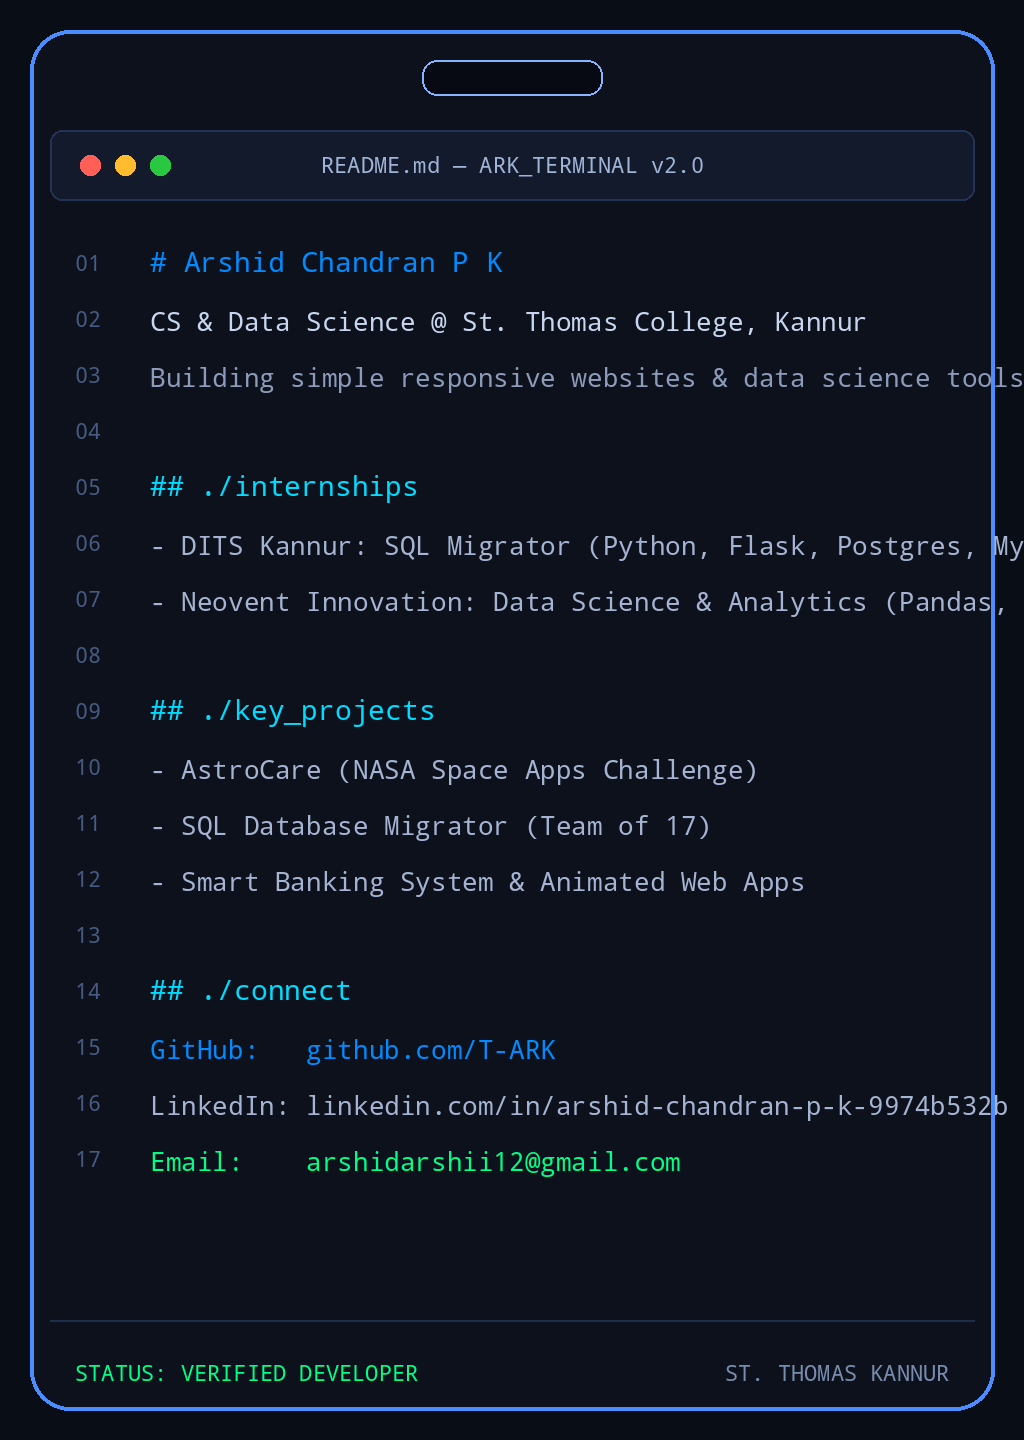 README.md — ARK_TERMINAL v2.0
01 # Arshid Chandran P K
02 CS & Data Science @ St. Thomas College, Kannur
03 Building simple responsive websites & data science tools
04
05 ## ./internships
06 - DITS Kannur: SQL Migrator (Python, Flask, Postgres, My
07 - Neovent Innovation: Data Science & Analytics (Pandas,
08
09 ## ./key_projects
10 - AstroCare (NASA Space Apps Challenge)
11 - SQL Database Migrator (Team of 17)
12 - Smart Banking System & Animated Web Apps
13
14 ## ./connect
15 GitHub: github.com/T-ARK
16 LinkedIn: linkedin.com/in/arshid-chandran-p-k-9974b532b
17 Email: arshidarshii12@gmail.com
STATUS: VERIFIED DEVELOPER
ST. THOMAS KANNUR